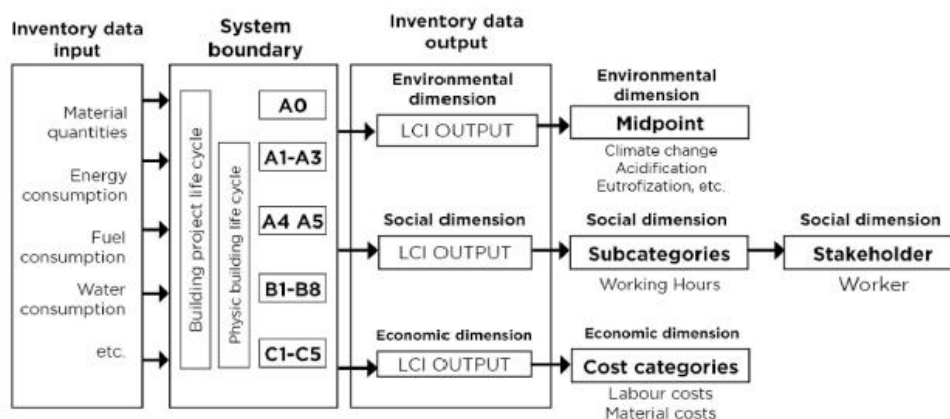 Inventory data
input
System
boundary
Inventory data
output
Material
quantities
Energy
consumption
Fuel
consumption
Water
consumption
etc.
Building project life cycle
Physic building life cycle
A0
A1-A3
A4 A5
B1-B8
C1-C5
Environmental
dimension
LCI OUTPUT
Social dimension
LCI OUTPUT
Economic dimension
LCI OUTPUT
Environmental
dimension
Midpoint
Climate change
Acidification
Eutrofization, etc.
Social dimension
Subcategories
Working Hours
Social dimension
Stakeholder
Worker
Economic dimension
Cost categories
Labour costs
Material costs